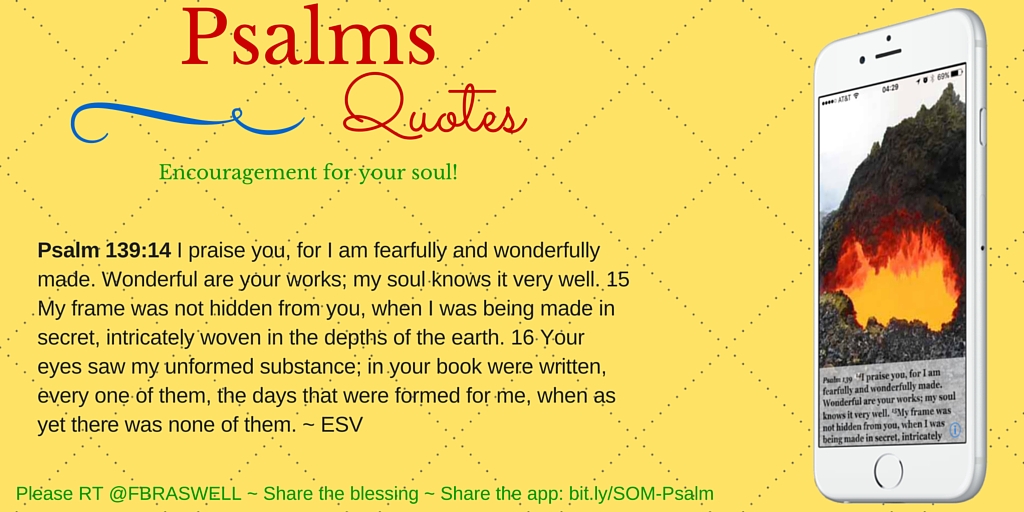 Psalms
Quotes
Encouragement for your soul!
Psalm 139:14 I praise you, for I am fearfully and wonderfully
made. Wonderful are your works; my soul knows it very well. 15
My frame was not hidden from you, when I was being made in
secret, intricately woven in the depths of the earth. 16 Your
eyes saw my unformed substance; in your book were written,
every one of them, the days that were formed for me, when as
yet there was none of them. ~ ESV
Please RT @FBRASWELL ~ Share the blessing ~ Share the app: bit.ly/SOM-Psalm
AT&T 04:29 69%
Psalm 139 14I praise you, for I am
fearfully and wonderfully made.
Wonderful are your works; my soul
knows it very well. 15My frame was
not hidden from you, when I was
being made in secret, intricately